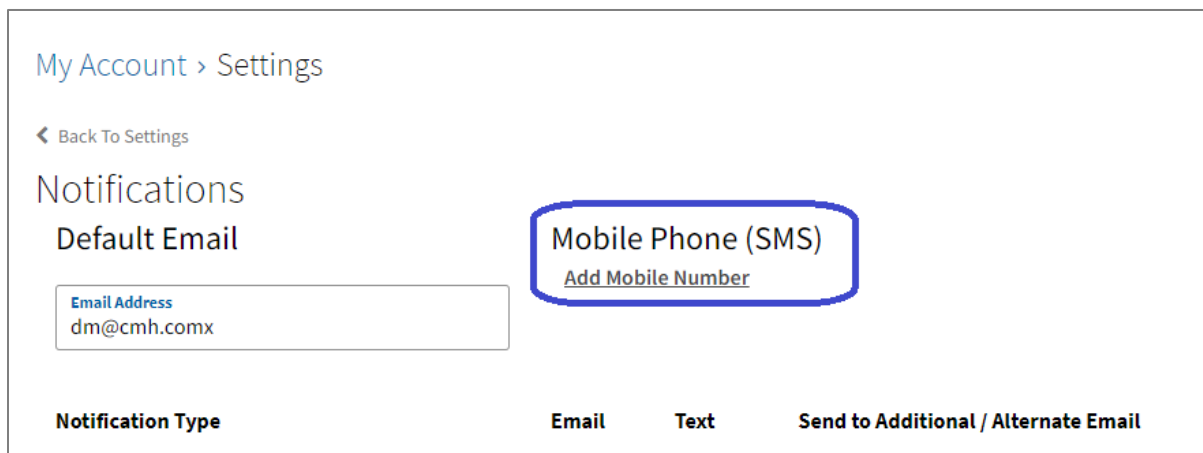 My Account › Settings
Back To Settings
Notifications
Default Email
Mobile Phone (SMS)
Add Mobile Number
Email Address
dm@cmh.comx
Notification Type Email Text Send to Additional / Alternate Email